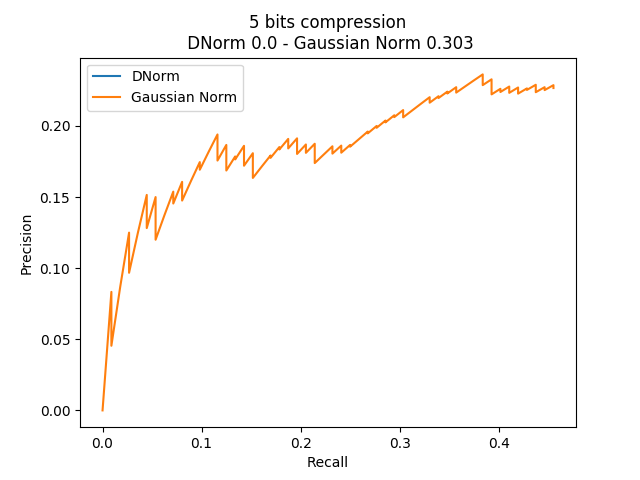 5 bits compression
DNorm 0.0 - Gaussian Norm 0.303
DNorm
Gaussian Norm
0.20
0.15
0.10
0.05
0.00
Precision
0.0 0.1 0.2 0.3 0.4
Recall